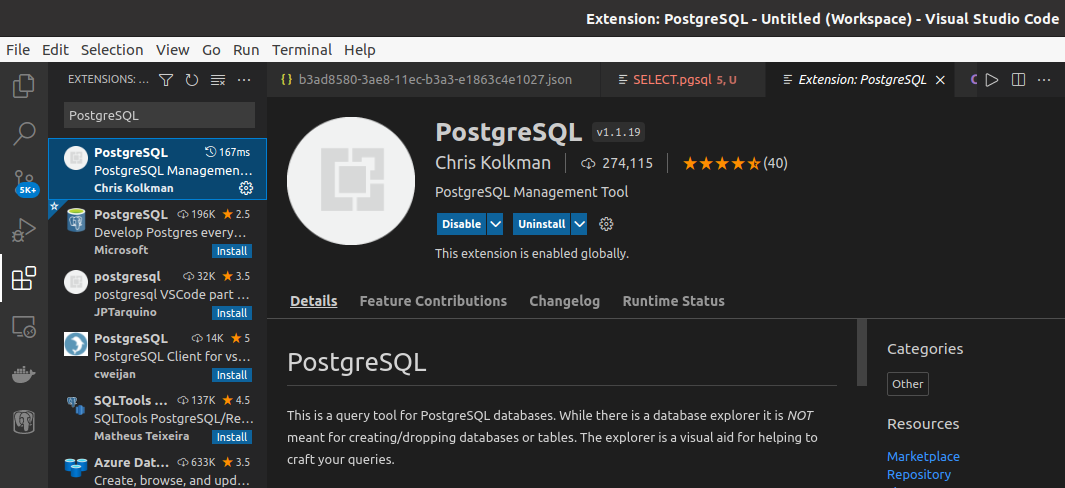 Extension: PostgreSQL - Untitled (Workspace) - Visual Studio Code
File Edit Selection View Go Run Terminal Help
EXTENSIONS: ...
b3ad8580-3ae8-11ec-b3a3-e1863c4e1027.json
SELECT.pgsql 5, U
Extension: PostgreSQL
PostgreSQL
PostgreSQL 167ms
PostgreSQL Managemen...
Chris Kolkman
PostgreSQL 196K 2.5
Develop Postgres every...
Microsoft Install
postgresql 32K 3.5
postgresql VSCode part ...
JPTarquino Install
PostgreSQL 14K 5
PostgreSQL Client for vs...
cweijan Install
SQLTools ... 137K 4.5
SQLTools PostgreSQL/Re...
Matheus Teixeira Install
Azure Dat... 633K 3.5
Create, browse, and upd...
5K+
PostgreSQL v1.1.19
Chris Kolkman 274,115 (40)
PostgreSQL Management Tool
Disable Uninstall
This extension is enabled globally.
Details Feature Contributions Changelog Runtime Status
PostgreSQL
This is a query tool for PostgreSQL databases. While there is a database explorer it is NOT
meant for creating/dropping databases or tables. The explorer is a visual aid for helping to
craft your queries.
Categories
Other
Resources
Marketplace
Repository